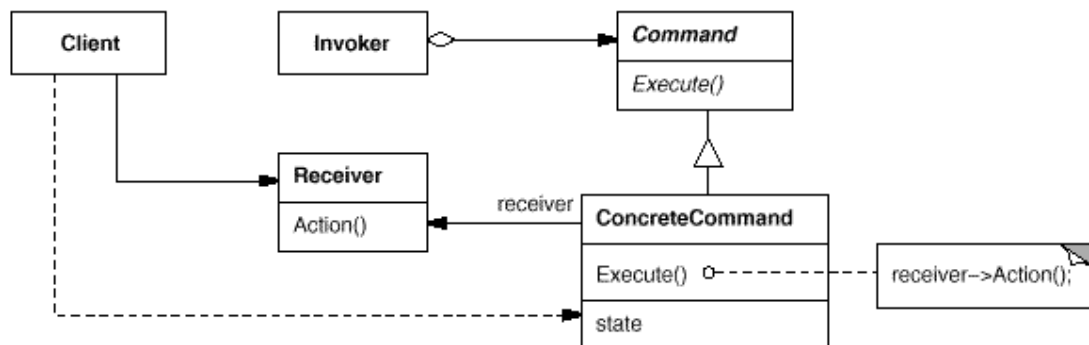 Client
Invoker
Command
Execute()
Receiver
Action()
receiver
ConcreteCommand
Execute()
receiver-->Action();
state